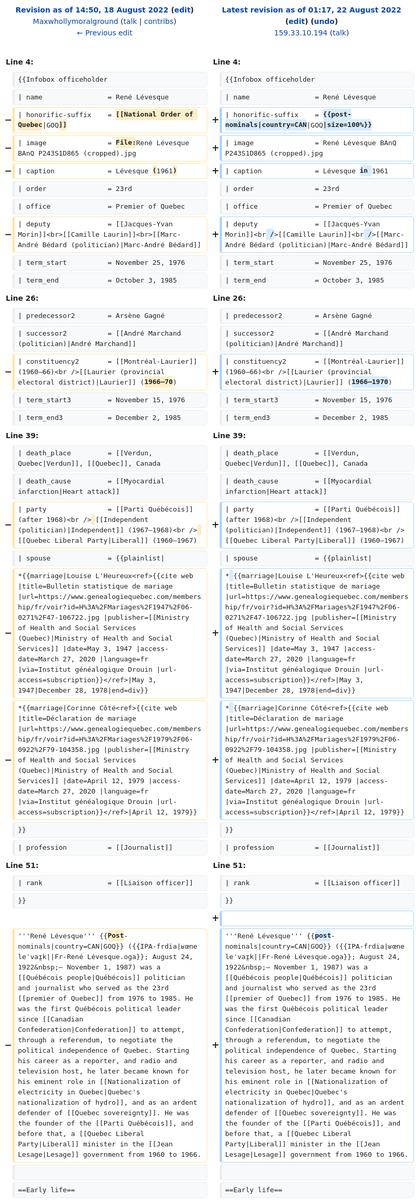 Revision as of 14:50, 18 August 2022 (edit)
Maxwhollymoralground (talk | contribs)
← Previous edit
Latest revision as of 01:17, 22 August 2022
(edit) (undo)
159.33.10.194 (talk)
Line 4:
{{Infobox officeholder
| name = René Lévesque
− | honorific-suffix = [[National Order of
Quebec|GOQ]]
− | image = File:René Lévesque
BAnQ P243S1D865 (cropped).jpg
− | caption = Lévesque (1961)
| order = 23rd
| office = Premier of Quebec
− | deputy = [[Jacques-Yvan
Morin]]<br>[[Camille Laurin]]<br>[[Marc-
André Bédard (politician)|Marc-André Bédard]]
| term_start = November 25, 1976
| term_end = October 3, 1985
Line 4:
{{Infobox officeholder
| name = René Lévesque
+ | honorific-suffix = {{post-
nominals|country=CAN|GOQ|size=100%}}
+ | image = René Lévesque BAnQ
P243S1D865 (cropped).jpg
+ | caption = Lévesque in 1961
| order = 23rd
| office = Premier of Quebec
+ | deputy = [[Jacques-Yvan
Morin]]<br />[[Camille Laurin]]<br />[[Marc-
André Bédard (politician)|Marc-André Bédard]]
| term_start = November 25, 1976
| term_end = October 3, 1985
Line 26:
| predecessor2 = Arsène Gagné
| successor2 = [[André Marchand
(politician)|André Marchand]]
− | constituency2 = [[Montréal-Laurier]]
(1960–66)<br />[[Laurier (provincial
electoral district)|Laurier]] (1966–70)
| term_start3 = November 15, 1976
| term_end3 = December 2, 1985
Line 26:
| predecessor2 = Arsène Gagné
| successor2 = [[André Marchand
(politician)|André Marchand]]
+ | constituency2 = [[Montréal-Laurier]]
(1960–66)<br />[[Laurier (provincial
electoral district)|Laurier]] (1966–1970)
| term_start3 = November 15, 1976
| term_end3 = December 2, 1985
Line 39:
| death_place = [[Verdun,
Quebec|Verdun]], [[Quebec]], Canada
| death_cause = [[Myocardial
infarction|Heart attack]]
− | party = [[Parti Québécois]]
(after 1968)<br /> [[Independent
(politician)|Independent]] (1967–1968)<br />
[[Quebec Liberal Party|Liberal]] (1960–1967)
| spouse = {{plainlist|
− *{{marriage|Louise L'Heureux<ref>{{cite web
|title=Bulletin statistique de mariage
|url=https://www.genealogiequebec.com/members
hip/fr/voir?id=H%3A%2FMariages%2F1947%2F06-
0271%2F47-106722.jpg |publisher=[[Ministry
of Health and Social Services
(Quebec)|Ministry of Health and Social
Services]] |date=May 3, 1947 |access-
date=March 27, 2020 |language=fr
|via=Institut généalogique Drouin |url-
access=subscription}}</ref>|May 3,
1947|December 28, 1978|end=div}}
− *{{marriage|Corinne Côté<ref>{{cite web
|title=Déclaration de mariage
|url=https://www.genealogiequebec.com/members
hip/fr/voir?id=H%3A%2FMariages%2F1979%2F06-
0922%2F79-104358.jpg |publisher=[[Ministry
of Health and Social Services
(Quebec)|Ministry of Health and Social
Services]] |date=April 12, 1979 |access-
date=March 27, 2020 |language=fr
|via=Institut généalogique Drouin |url-
access=subscription}}</ref>|April 12, 1979}}
}}
| profession = [[Journalist]]
Line 39:
| death_place = [[Verdun,
Quebec|Verdun]], [[Quebec]], Canada
| death_cause = [[Myocardial
infarction|Heart attack]]
+ | party = [[Parti Québécois]]
(after 1968)<br />[[Independent
(politician)|Independent]] (1967–1968)<br />
[[Quebec Liberal Party|Liberal]] (1960–1967)
| spouse = {{plainlist|
+ * {{marriage|Louise L'Heureux<ref>{{cite web
|title=Bulletin statistique de mariage
|url=https://www.genealogiequebec.com/members
hip/fr/voir?id=H%3A%2FMariages%2F1947%2F06-
0271%2F47-106722.jpg |publisher=[[Ministry
of Health and Social Services
(Quebec)|Ministry of Health and Social
Services]] |date=May 3, 1947 |access-
date=March 27, 2020 |language=fr
|via=Institut généalogique Drouin |url-
access=subscription}}</ref>|May 3,
1947|December 28, 1978|end=div}}
+ * {{marriage|Corinne Côté<ref>{{cite web
|title=Déclaration de mariage
|url=https://www.genealogiequebec.com/members
hip/fr/voir?id=H%3A%2FMariages%2F1979%2F06-
0922%2F79-104358.jpg |publisher=[[Ministry
of Health and Social Services
(Quebec)|Ministry of Health and Social
Services]] |date=April 12, 1979 |access-
date=March 27, 2020 |language=fr
|via=Institut généalogique Drouin |url-
access=subscription}}</ref>|April 12, 1979}}
}}
| profession = [[Journalist]]
Line 51:
| rank = [[Liaison officer]]
}}
− '''René Lévesque''' {{Post-
nominals|country=CAN|GOQ}} ({{IPA-frdia|ʁœne
leˈvaɪ̯k||Fr-René Lévesque.oga}}; August 24,
1922&nbsp;– November 1, 1987) was a
[[Québécois people|Québécois]] politician
and journalist who served as the 23rd
[[premier of Quebec]] from 1976 to 1985. He
was the first Québécois political leader
since [[Canadian
Confederation|Confederation]] to attempt,
through a referendum, to negotiate the
political independence of Quebec. Starting
his career as a reporter, and radio and
television host, he later became known for
his eminent role in [[Nationalization of
electricity in Quebec|Quebec's
nationalization of hydro]], and as an ardent
defender of [[Quebec sovereignty]]. He was
the founder of the [[Parti Québécois]], and
before that, a [[Quebec Liberal
Party|Liberal]] minister in the [[Jean
Lesage|Lesage]] government from 1960 to 1966.
==Early life==
Line 51:
| rank = [[Liaison officer]]
}}
+
+ '''René Lévesque''' {{post-
nominals|country=CAN|GOQ}} ({{IPA-frdia|ʁœne
leˈvaɪ̯k||Fr-René Lévesque.oga}}; August 24,
1922&nbsp;– November 1, 1987) was a
[[Québécois people|Québécois]] politician
and journalist who served as the 23rd
[[premier of Quebec]] from 1976 to 1985. He
was the first Québécois political leader
since [[Canadian
Confederation|Confederation]] to attempt,
through a referendum, to negotiate the
political independence of Quebec. Starting
his career as a reporter, and radio and
television host, he later became known for
his eminent role in [[Nationalization of
electricity in Quebec|Quebec's
nationalization of hydro]], and as an ardent
defender of [[Quebec sovereignty]]. He was
the founder of the [[Parti Québécois]], and
before that, a [[Quebec Liberal
Party|Liberal]] minister in the [[Jean
Lesage|Lesage]] government from 1960 to 1966.
==Early life==